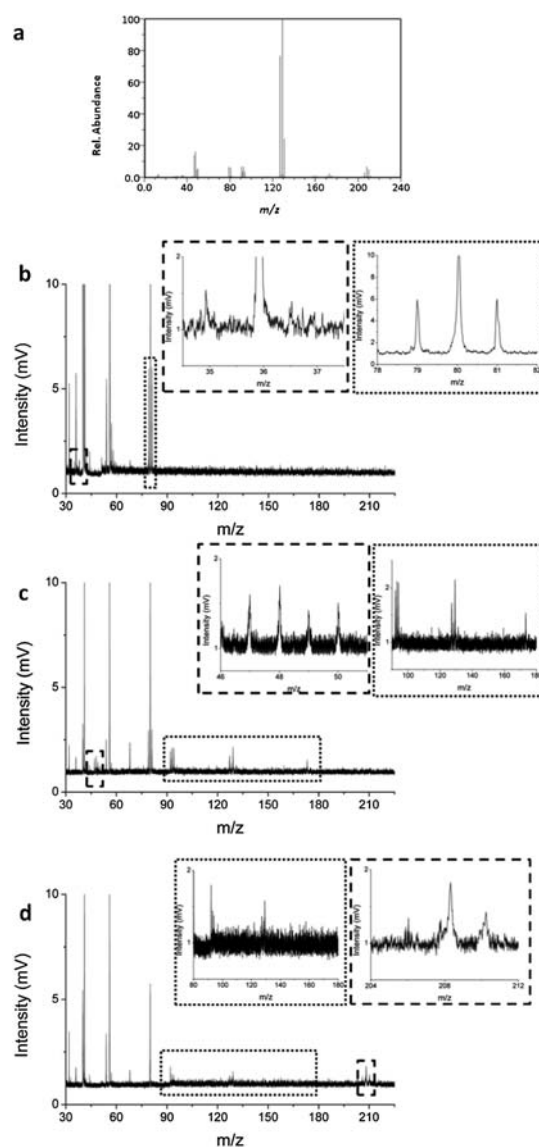 a
100
80
60
40
20
0
Rel. Abundance
0.0 40 80 120 160 200 240
m/z
b
10
5
0
Intensity (mV)
30 60 90 120 150 180 210
m/z
2
1
Intensity (mV)
35 36 37
m/z
10
8
6
4
2
0
Intensity (mV)
78 79 80 81 82
m/z
c
10
5
0
Intensity (mV)
30 60 90 120 150 180 210
m/z
2
1
Intensity (mV)
46 47 48 49 50
m/z
2
1
Intensity (mV)
100 120 140 160 180
m/z
d
10
5
0
Intensity (mV)
30 60 90 120 150 180 210
m/z
2
1
Intensity (mV)
80 100 120 140 160 180
m/z
2
1
Intensity (mV)
204 208 212
m/z